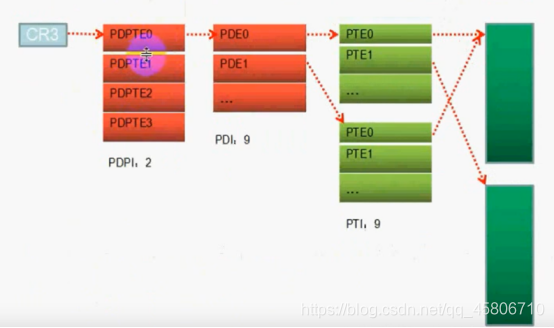 CR3
PDPTE0
PDPTE1
PDPTE2
PDPTE3
PDPI：2
PDE0
PDE1
...
PDI：9
PTE0
PTE1
...
PTE0
PTE1
...
PTI：9
https://blog.csdn.net/qq_45806710